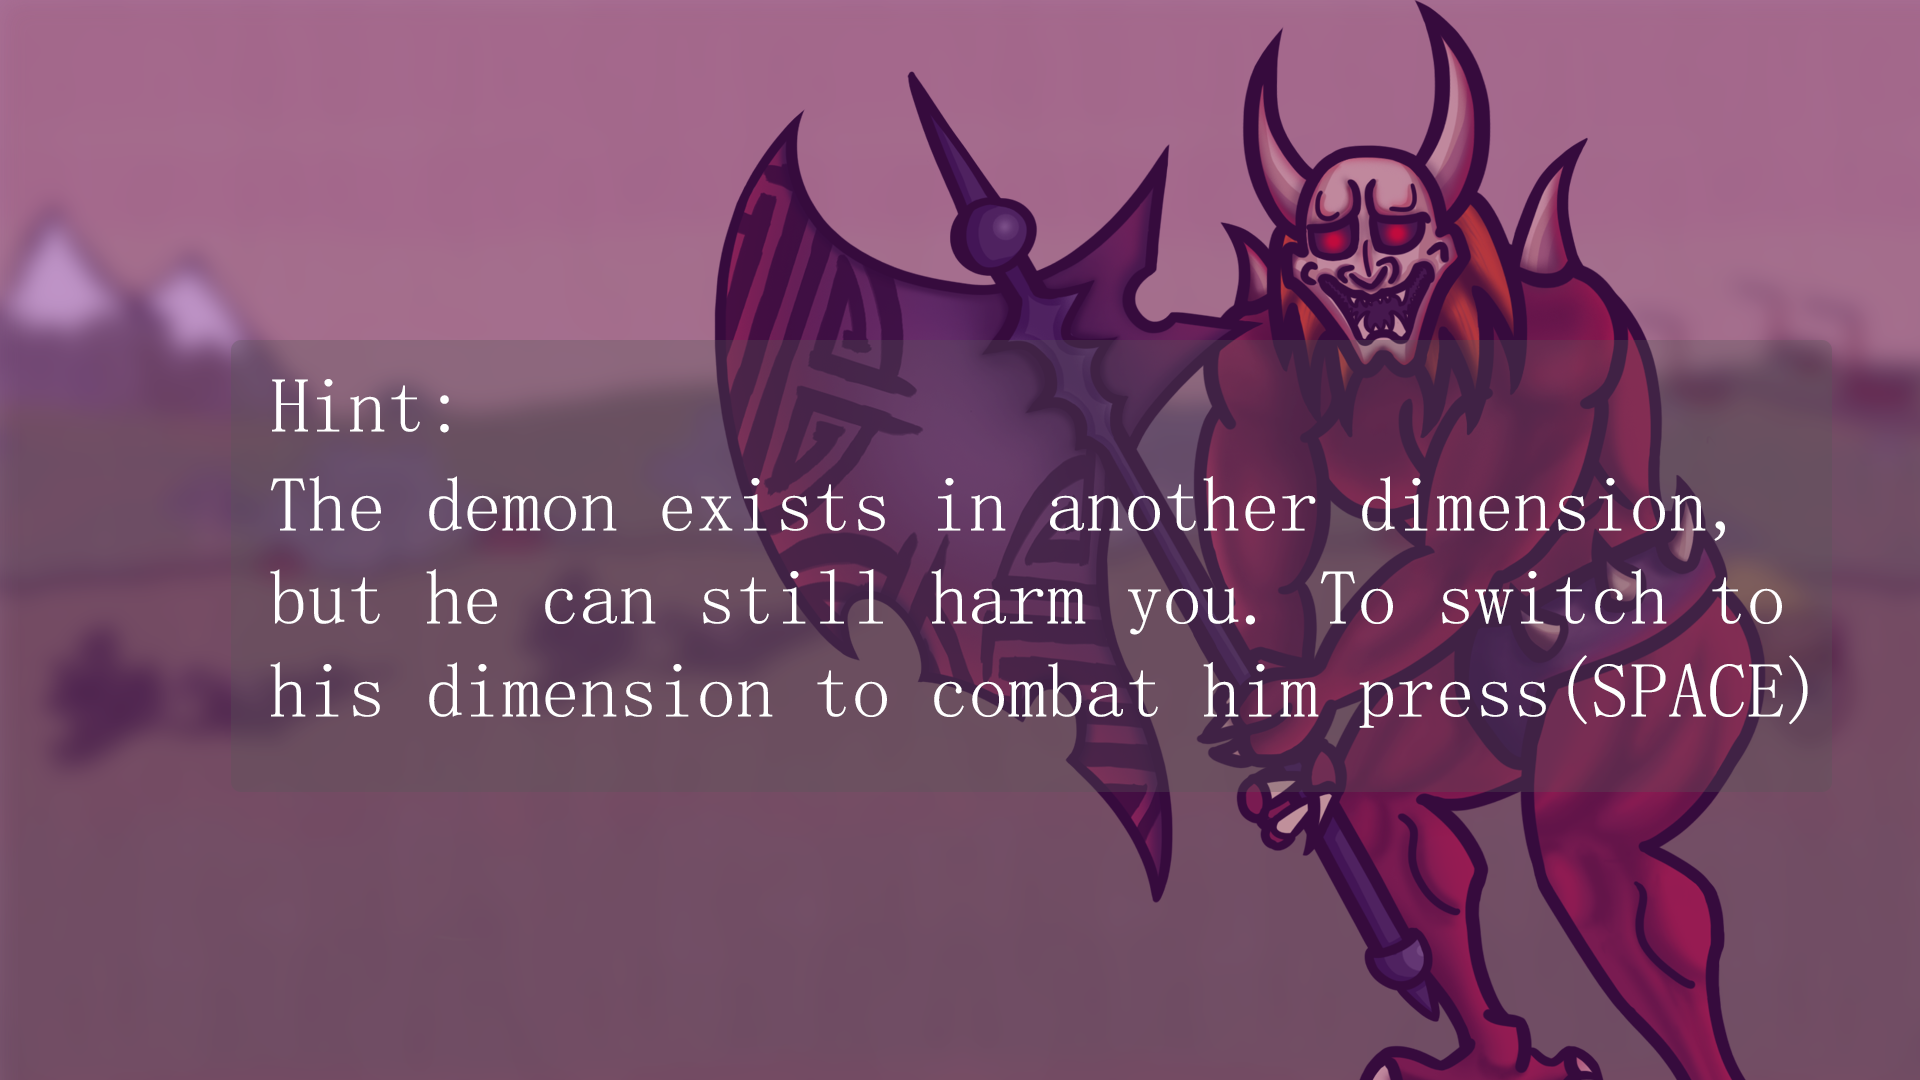 Hint:
The demon exists in another dimension,
but he can still harm you. To switch to
his dimension to combat him press(SPACE)